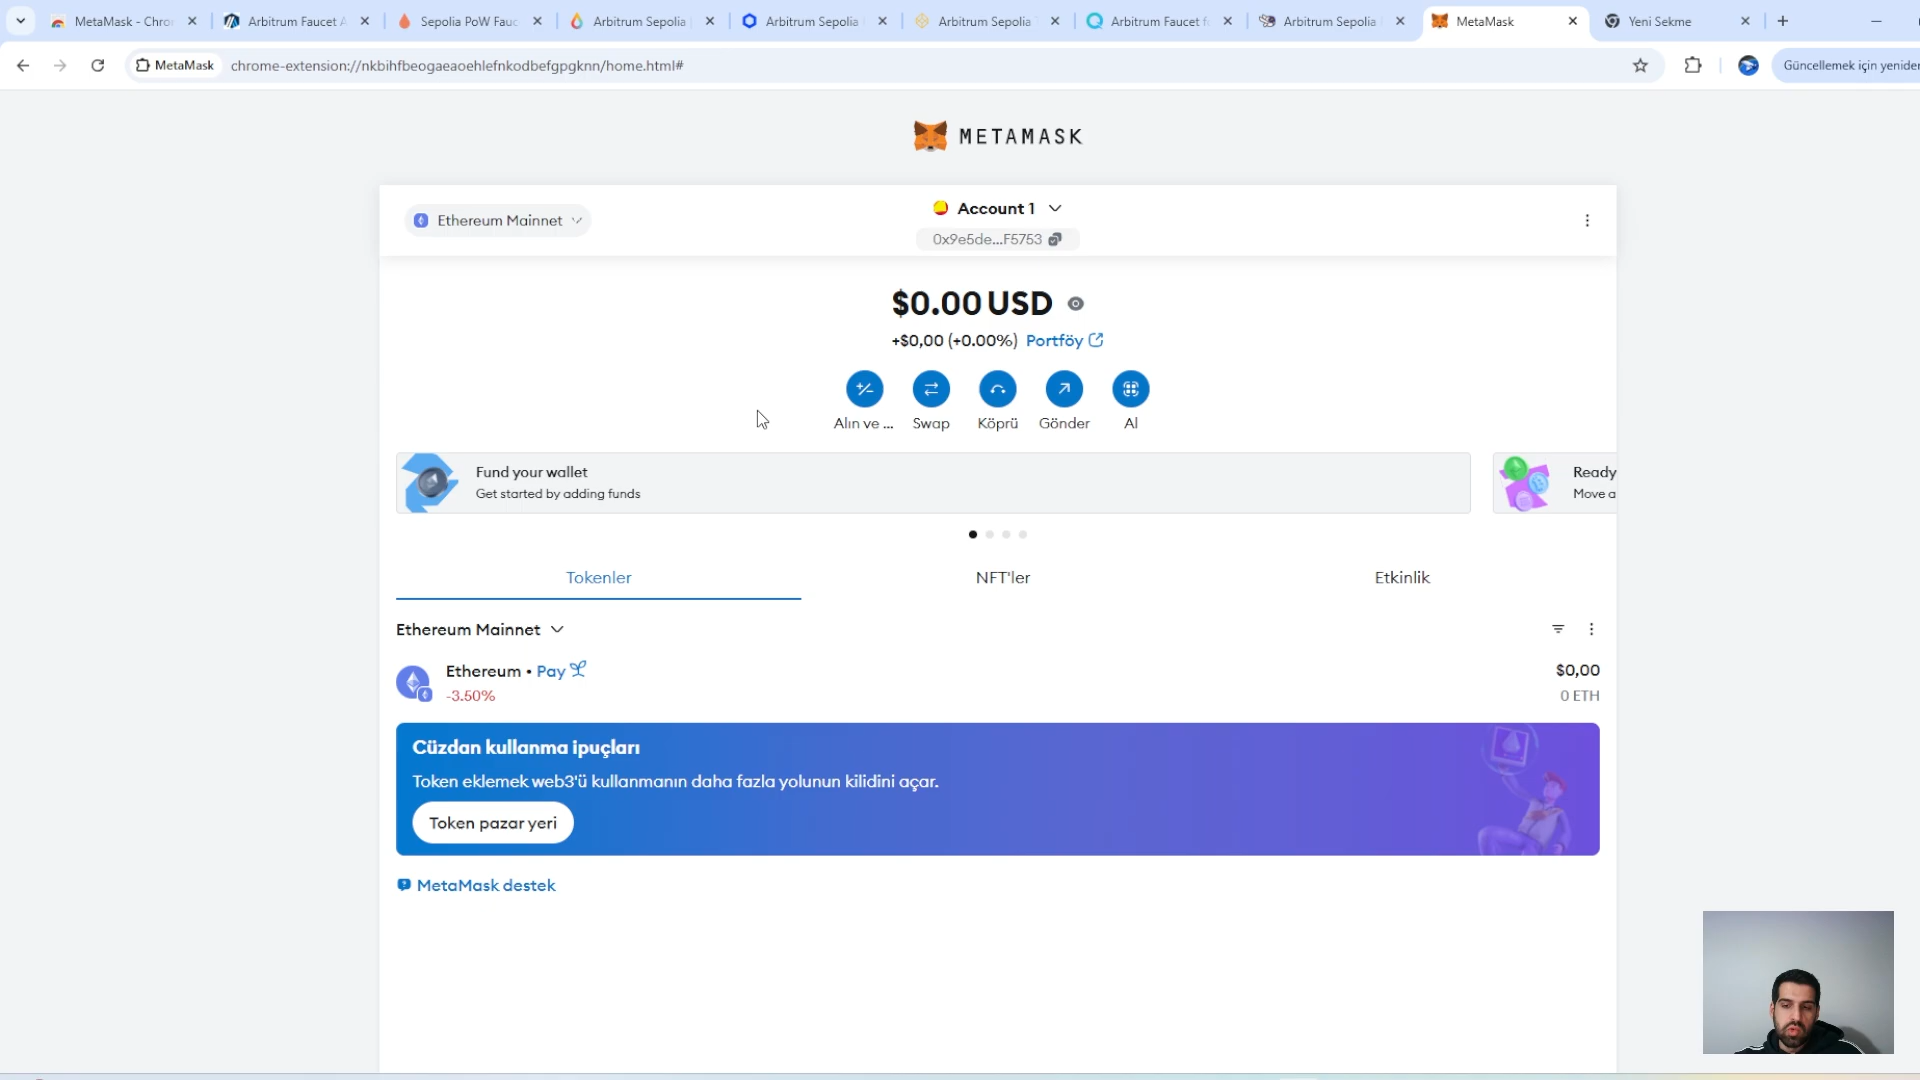 MetaMask - Chro
Arbitrum Faucet A
Sepolia PoW Fauc
Arbitrum Sepolia
Arbitrum Sepolia
Arbitrum Sepolia
Arbitrum Faucet f
Arbitrum Sepolia
MetaMask
Yeni Sekme
MetaMask
chrome-extension://nkbihfbeogaeaoehlefnkodbefgpgknn/home.html#
Güncellemek için yeniden
METAMASK
Ethereum Mainnet
Account 1
0x9e5de...F5753
$0.00 USD
+$0,00 (+0.00%) Portföy
Alın ve ...
Swap
Köprü
Gönder
Al
Fund your wallet
Get started by adding funds
Ready
Move a
Tokenler
NFT'ler
Etkinlik
Ethereum Mainnet
Ethereum • Pay
$0,00
-3.50%
0 ETH
Cüzdan kullanma ipuçları
Token eklemek web3'ü kullanmanın daha fazla yolunun kilidini açar.
Token pazar yeri
MetaMask destek